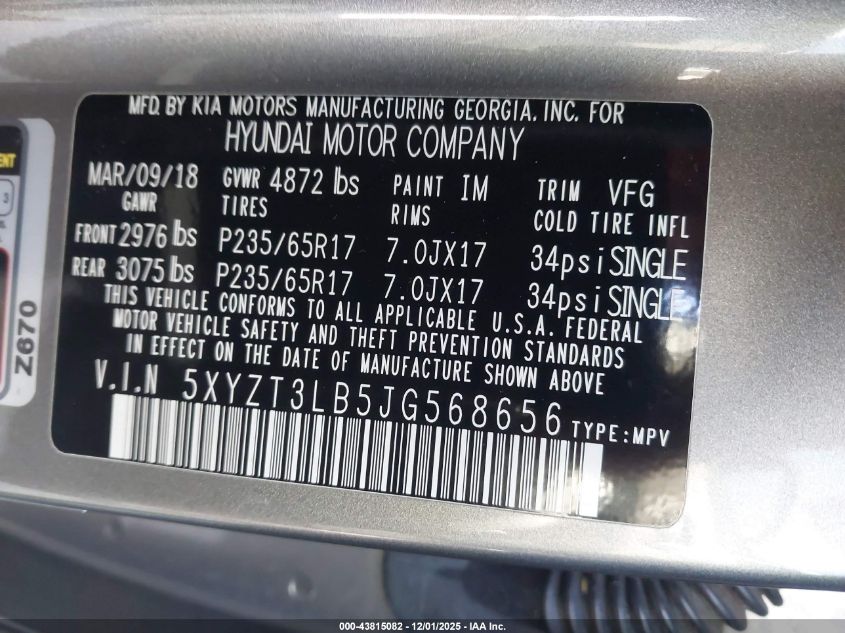 MFD. BY KIA MOTORS MANUFACTURING GEORGIA, INC. FOR
HYUNDAI MOTOR COMPANY
MAR/09/18 GVWR 4872 lbs PAINT IM TRIM VFG
GAWR TIRES RIMS COLD TIRE INFL
FRONT 2976 lbs P235/65R17 7.0JX17 34psi SINGLE
REAR 3075 lbs P235/65R17 7.0JX17 34psi SINGLE
THIS VEHICLE CONFORMS TO ALL APPLICABLE U.S.A. FEDERAL
MOTOR VEHICLE SAFETY AND THEFT PREVENTION STANDARDS
IN EFFECT ON THE DATE OF MANUFACTURE SHOWN ABOVE
V.I.N 5XYZT3LB5JG568656 TYPE:MPV
ENT
3
Z670
000-43815082 - 12/01/2025 - IAA Inc.